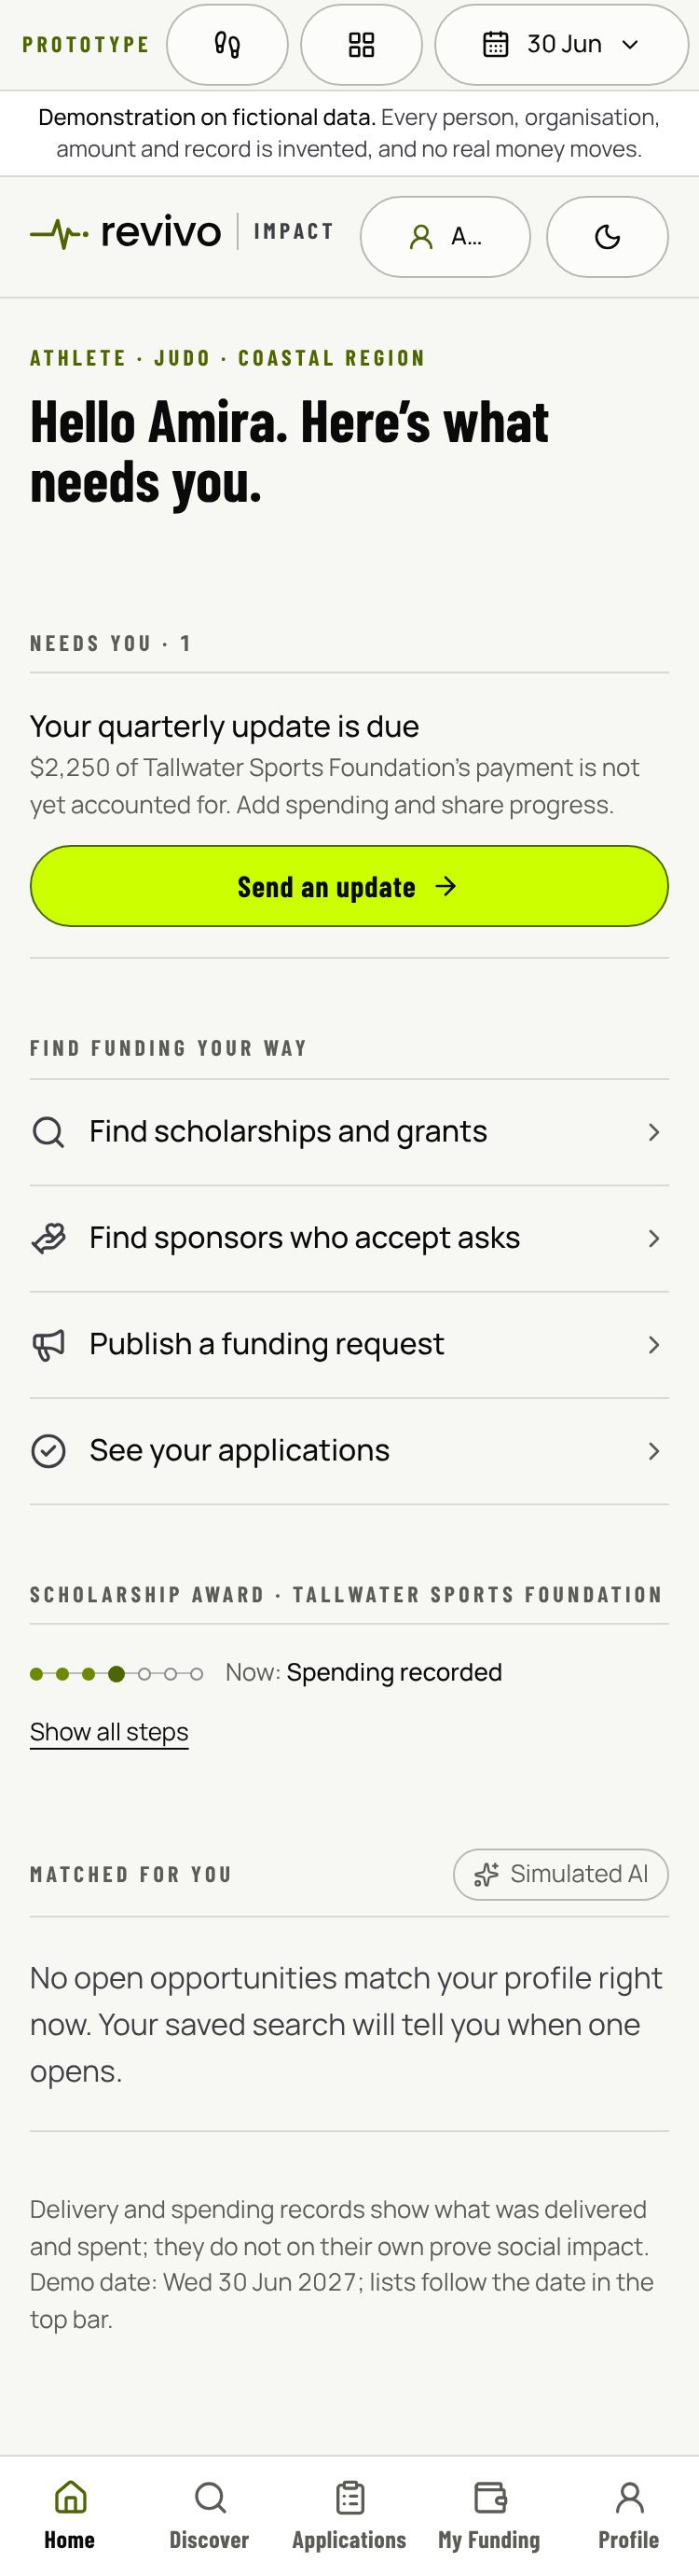 PROTOTYPE
30 Jun
Demonstration on fictional data. Every person, organisation,
amount and record is invented, and no real money moves.
revivo
IMPACT
A...
ATHLETE · JUDO · COASTAL REGION
Hello Amira. Here’s what
needs you.
NEEDS YOU · 1
Your quarterly update is due
$2,250 of Tallwater Sports Foundation’s payment is not
yet accounted for. Add spending and share progress.
Send an update
FIND FUNDING YOUR WAY
Find scholarships and grants
Find sponsors who accept asks
Publish a funding request
See your applications
SCHOLARSHIP AWARD · TALLWATER SPORTS FOUNDATION
Now: Spending recorded
Show all steps
MATCHED FOR YOU
Simulated AI
No open opportunities match your profile right
now. Your saved search will tell you when one
opens.
Delivery and spending records show what was delivered
and spent; they do not on their own prove social impact.
Demo date: Wed 30 Jun 2027; lists follow the date in the
top bar.
Home
Discover
Applications
My Funding
Profile